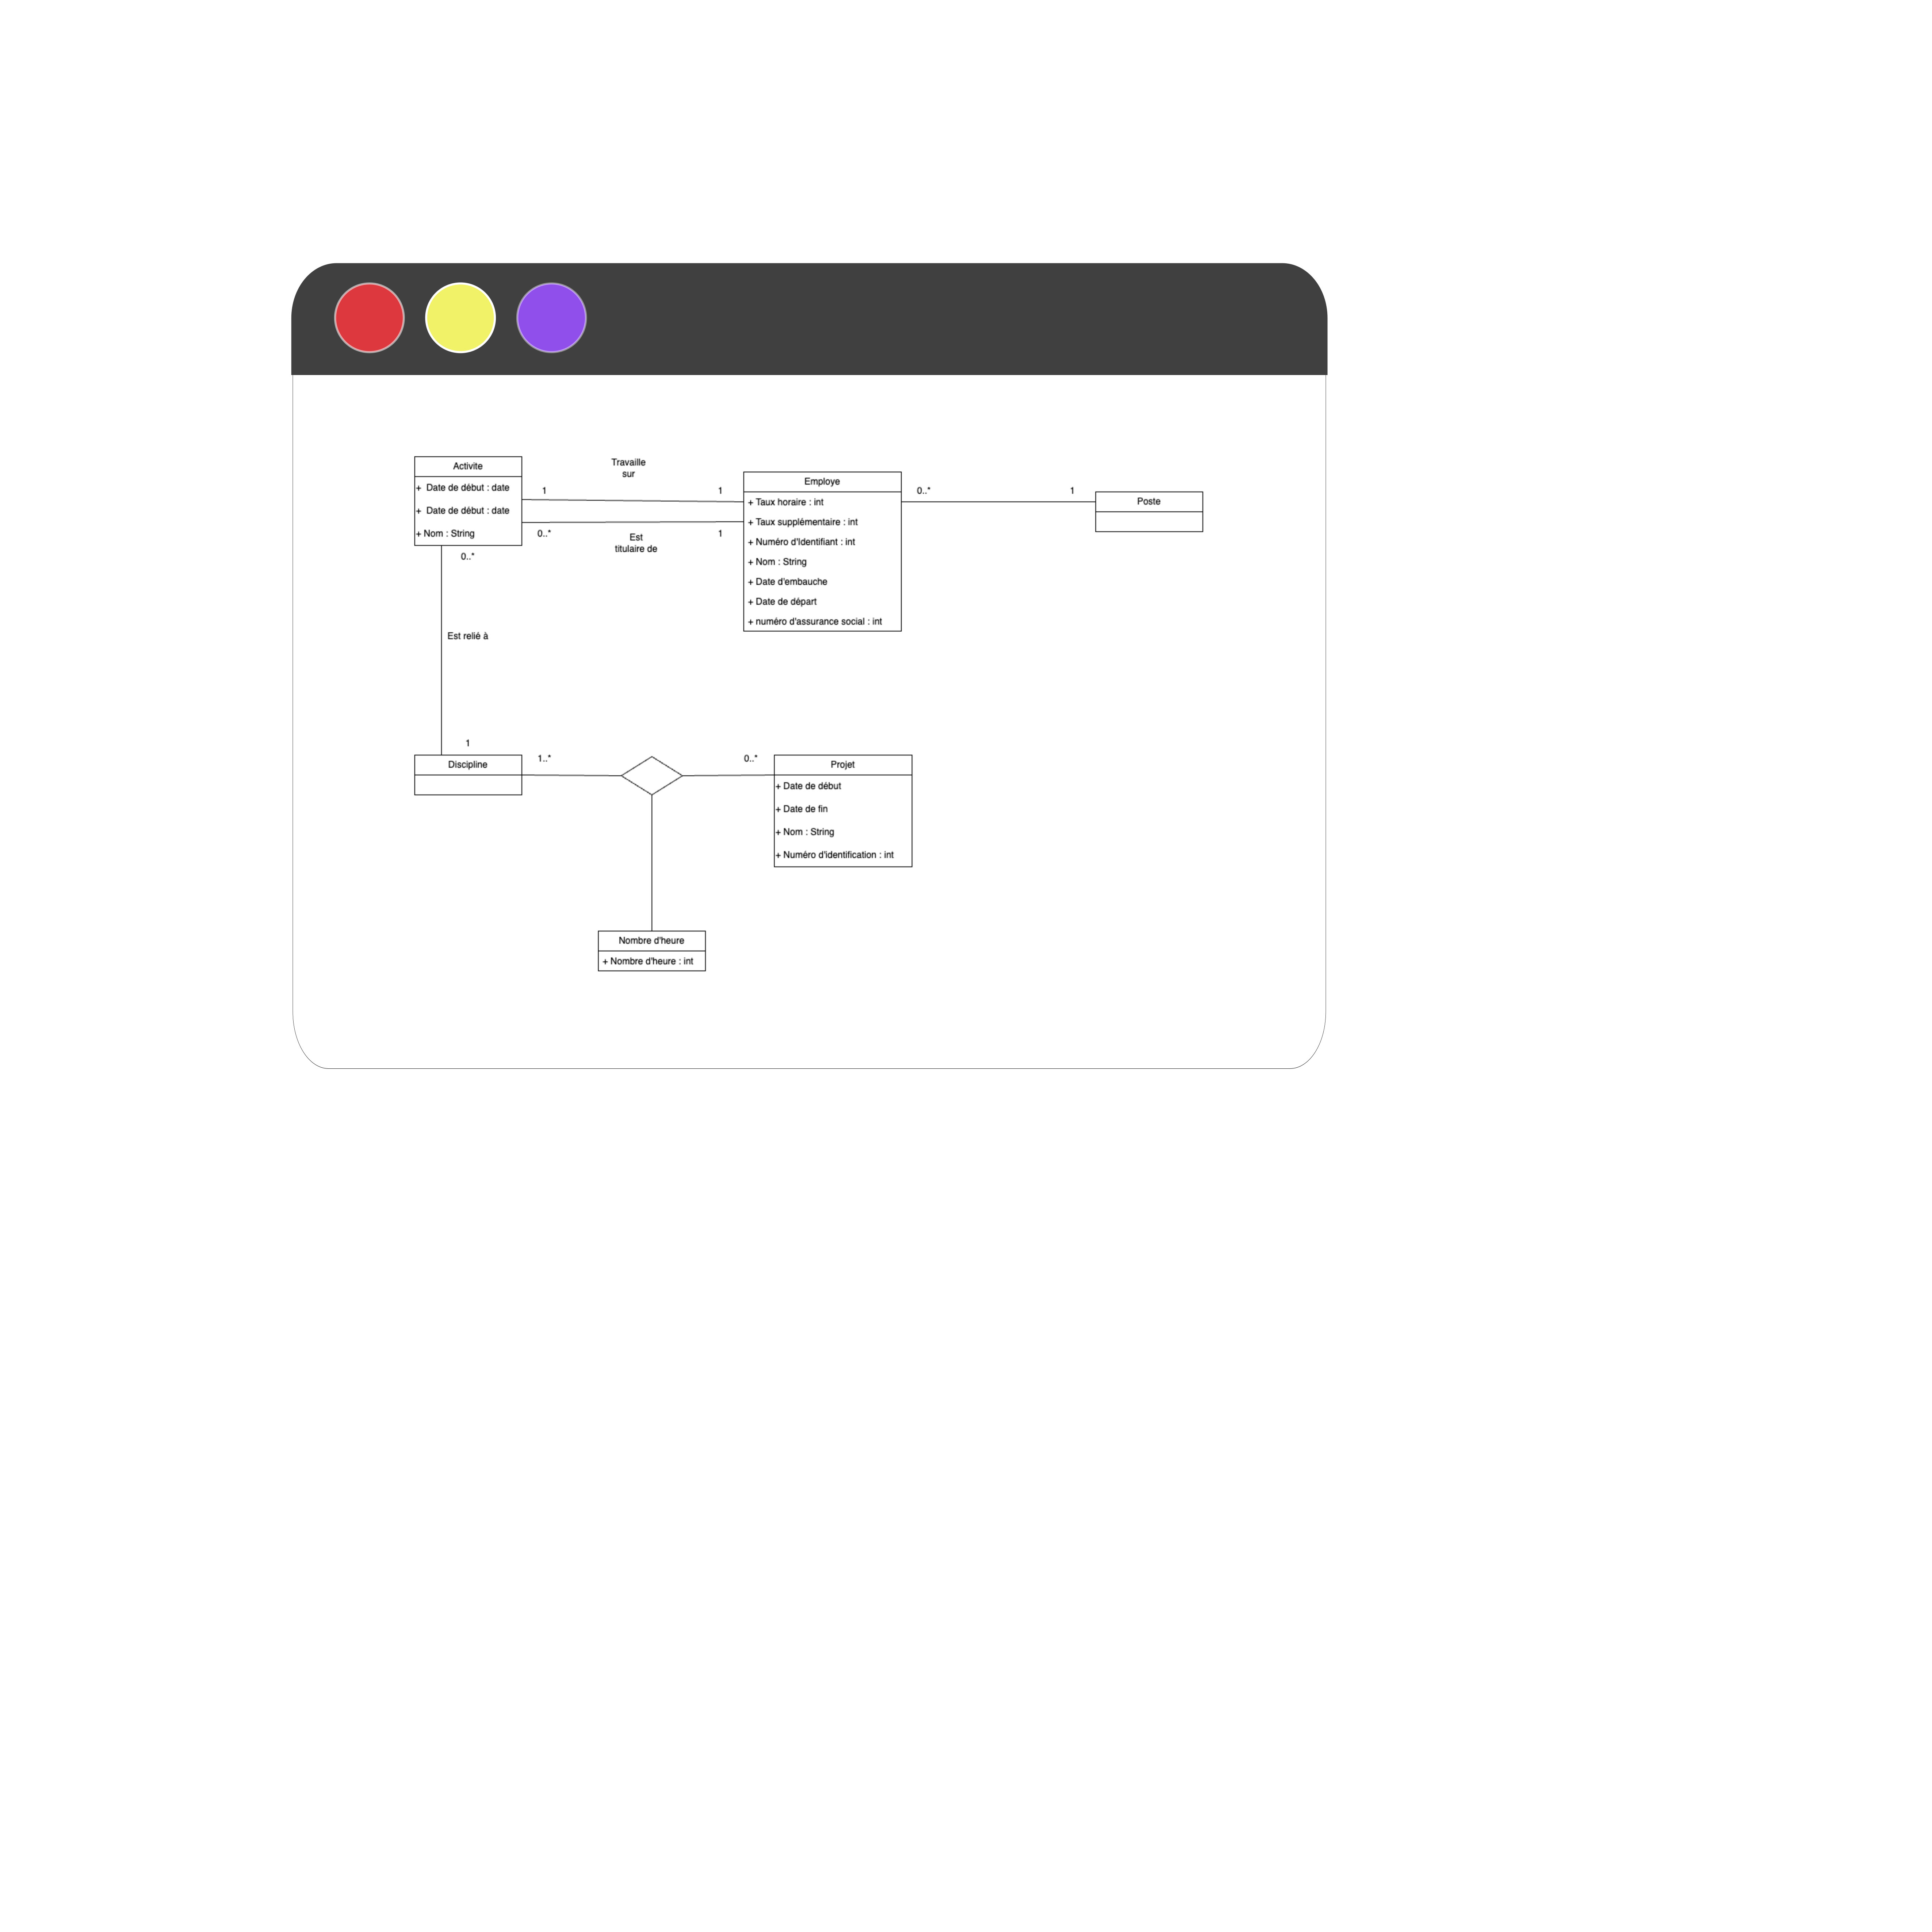 Activite
+  Date de début : date
+  Date de début : date
+ Nom : String
0..*
Travaille
sur
1
1
0..*
Est
titulaire de
1
Employe
+ Taux horaire : int
+ Taux supplémentaire : int
+ Numéro d'Identifiant : int
+ Nom : String
+ Date d'embauche
+ Date de départ
+ numéro d'assurance social : int
0..*
1
Poste
Est relié à
1
Discipline
1..*
0..*
Projet
+ Date de début
+ Date de fin
+ Nom : String
+ Numéro d'identification : int
Nombre d'heure
+ Nombre d'heure : int